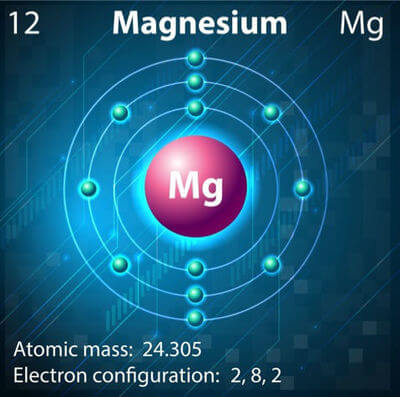 12 Magnesium Mg
Mg
Atomic mass: 24.305
Electron configuration: 2, 8, 2